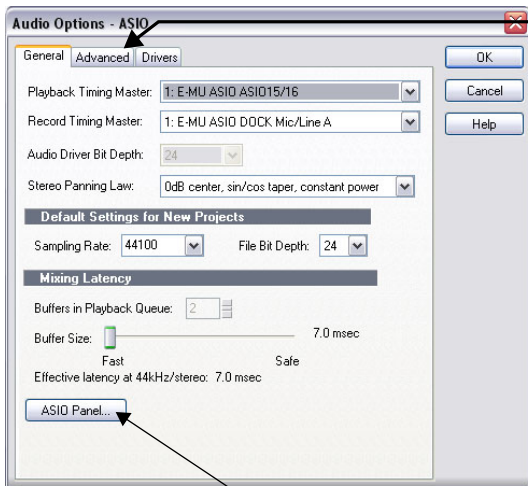 Audio Options - ASIO
General Advanced Drivers
OK
Cancel
Help
Playback Timing Master: 1: E-MU ASIO ASIO15/16
Record Timing Master: 1: E-MU ASIO DOCK Mic/Line A
Audio Driver Bit Depth: 24
Stereo Panning Law: 0dB center, sin/cos taper, constant power
Default Settings for New Projects
Sampling Rate: 44100 File Bit Depth: 24
Mixing Latency
Buffers in Playback Queue: 2
Buffer Size: 7.0 msec
Fast Safe
Effective latency at 44kHz/stereo: 7.0 msec
ASIO Panel...